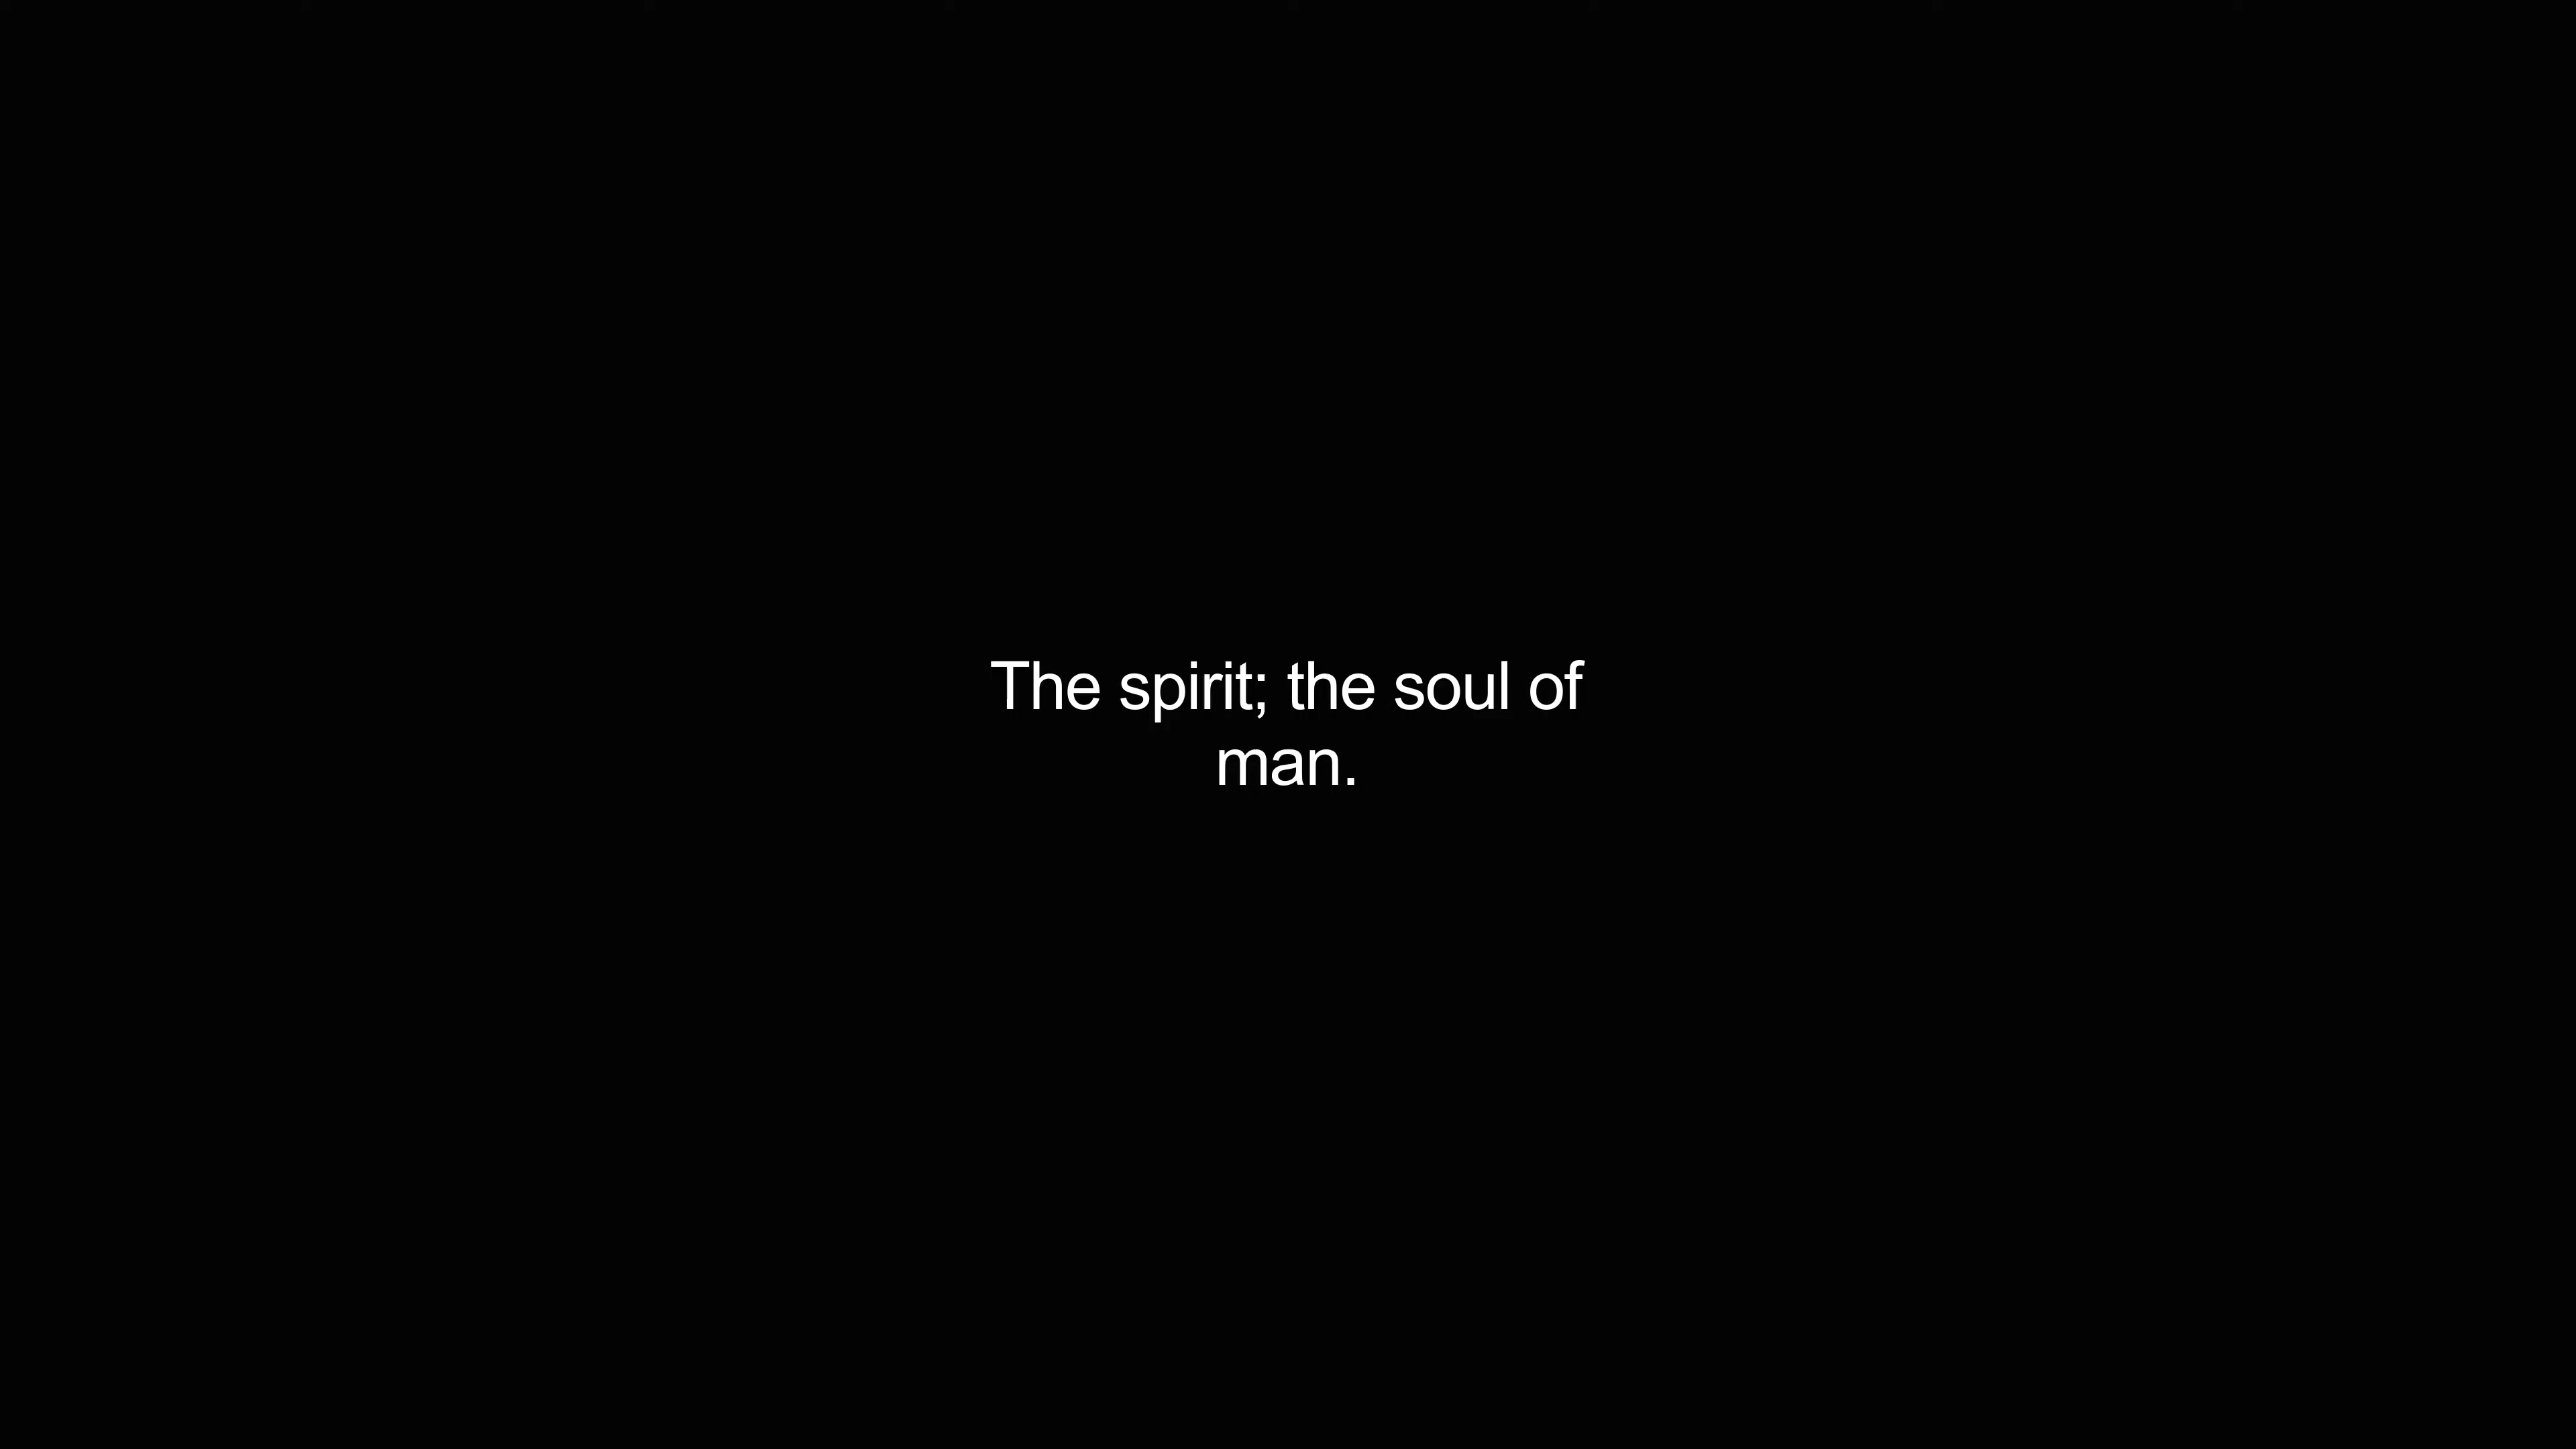 The spirit; the soul of
man.